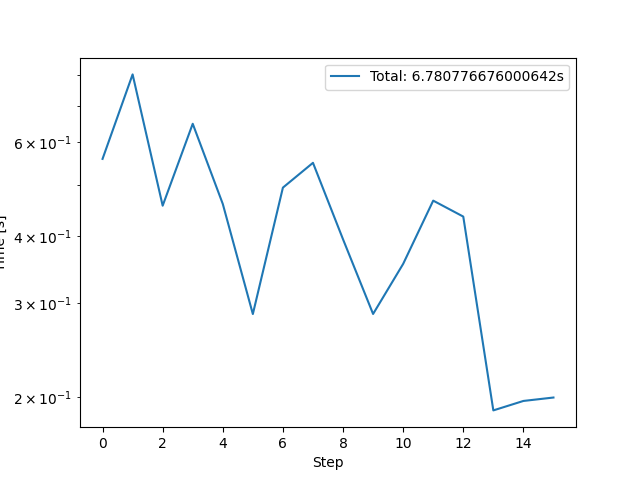 Total: 6.780776676000642s
6 × 10⁻¹
4 × 10⁻¹
3 × 10⁻¹
2 × 10⁻¹
Time [s]
0 2 4 6 8 10 12 14
Step